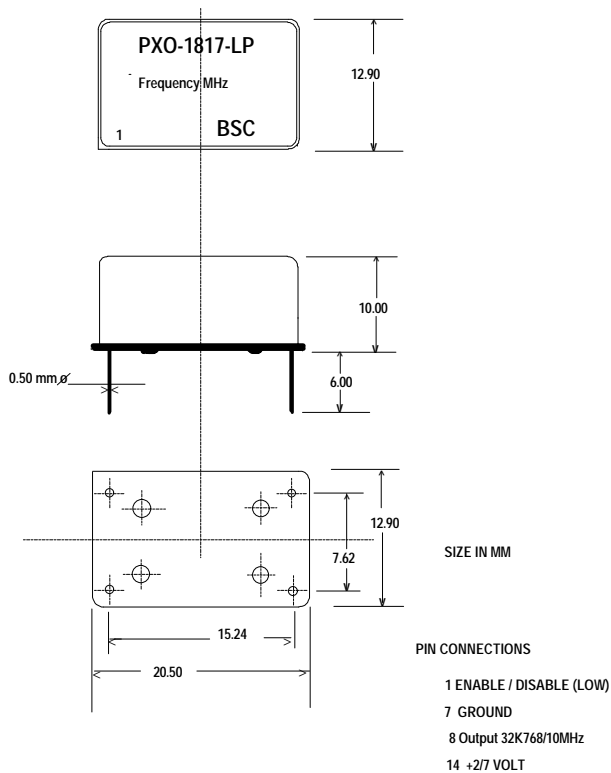 PXO-1817-LP
Frequency MHz
1
BSC
12.90
10.00
0.50 mm ø
6.00
12.90
7.62
SIZE IN MM
15.24
20.50
PIN CONNECTIONS
1 ENABLE / DISABLE (LOW)
7 GROUND
8 Output 32K768/10MHz
14 +2/7 VOLT